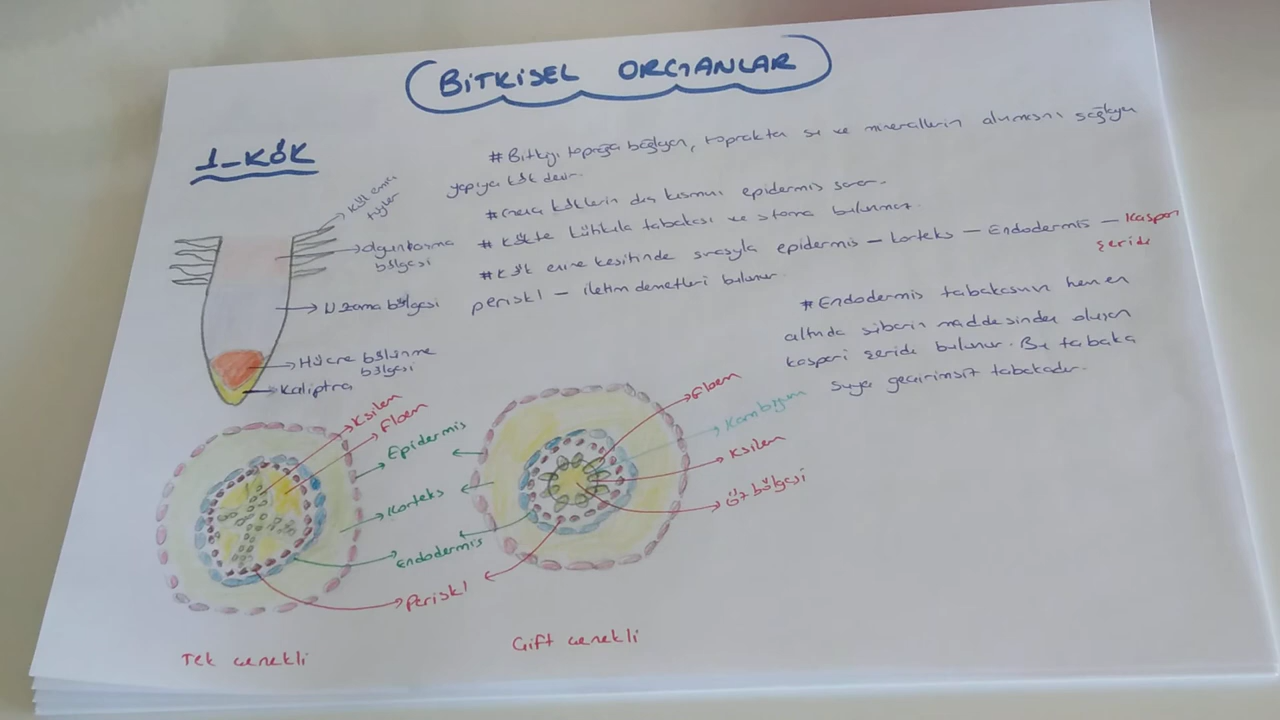 BİTKİSEL ORGANLAR
1-KÖK
# Bitkiyi toprağa bağlayan, topraktan su ve minerallerin alınmasını sağlayan
yapıya kök denir.
# Genç köklerin dış kısmını epidermis sarar.
# Kökte kütikula tabakası ve stoma bulunmaz.
# Kök enine kesitinde sırasıyla epidermis – korteks – Endodermis – Kaspari
şeridi
periskl – iletim demetleri bulunur.
# Endodermis tabakasının hemen
altında süberin maddesinden oluşan
kaspari şeridi bulunur. Bu tabaka
suya geçirimsiz tabakadır.
Kök emici
tüyler
Olgunlaşma
bölgesi
Uzama bölgesi
Hücre bölünme
bölgesi
Kaliptra
Ksilem
Floem
Epidermis
Korteks
Endodermis
Periskl
Floem
Kambiyum
Ksilem
Öz bölgesi
Tek çenekli
Çift çenekli